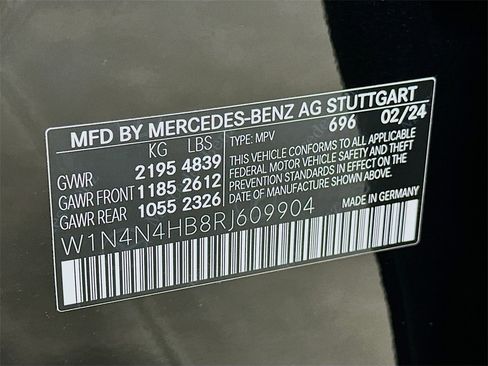 MFD BY MERCEDES-BENZ AG STUTTGART
KG LBS TYPE: MPV 696 02/24
GVWR 2195 4839
GAWR FRONT 1185 2612
GAWR REAR 1055 2326
THIS VEHICLE CONFORMS TO ALL APPLICABLE
FEDERAL MOTOR VEHICLE SAFETY AND THEFT
PREVENTION STANDARDS IN EFFECT ON THE
DATE OF MANUFACTURE SHOWN ABOVE.
W1N4N4HB8RJ609904
MADE IN GERMANY